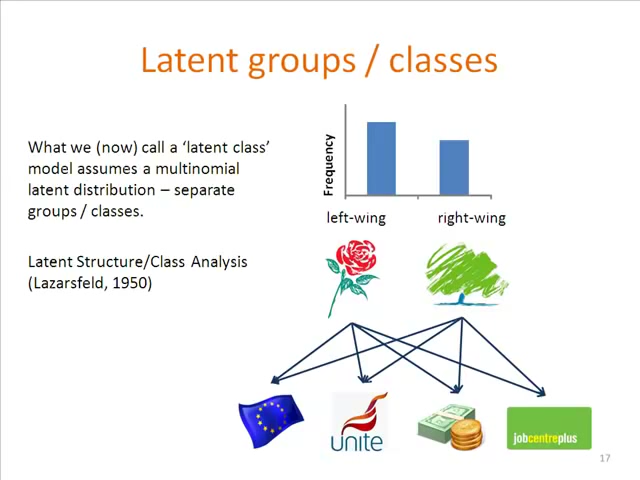 Latent groups / classes
What we (now) call a ‘latent class’
model assumes a multinomial
latent distribution – separate
groups / classes.
Latent Structure/Class Analysis
(Lazarsfeld, 1950)
Frequency
left-wing
right-wing
unite
jobcentreplus
17